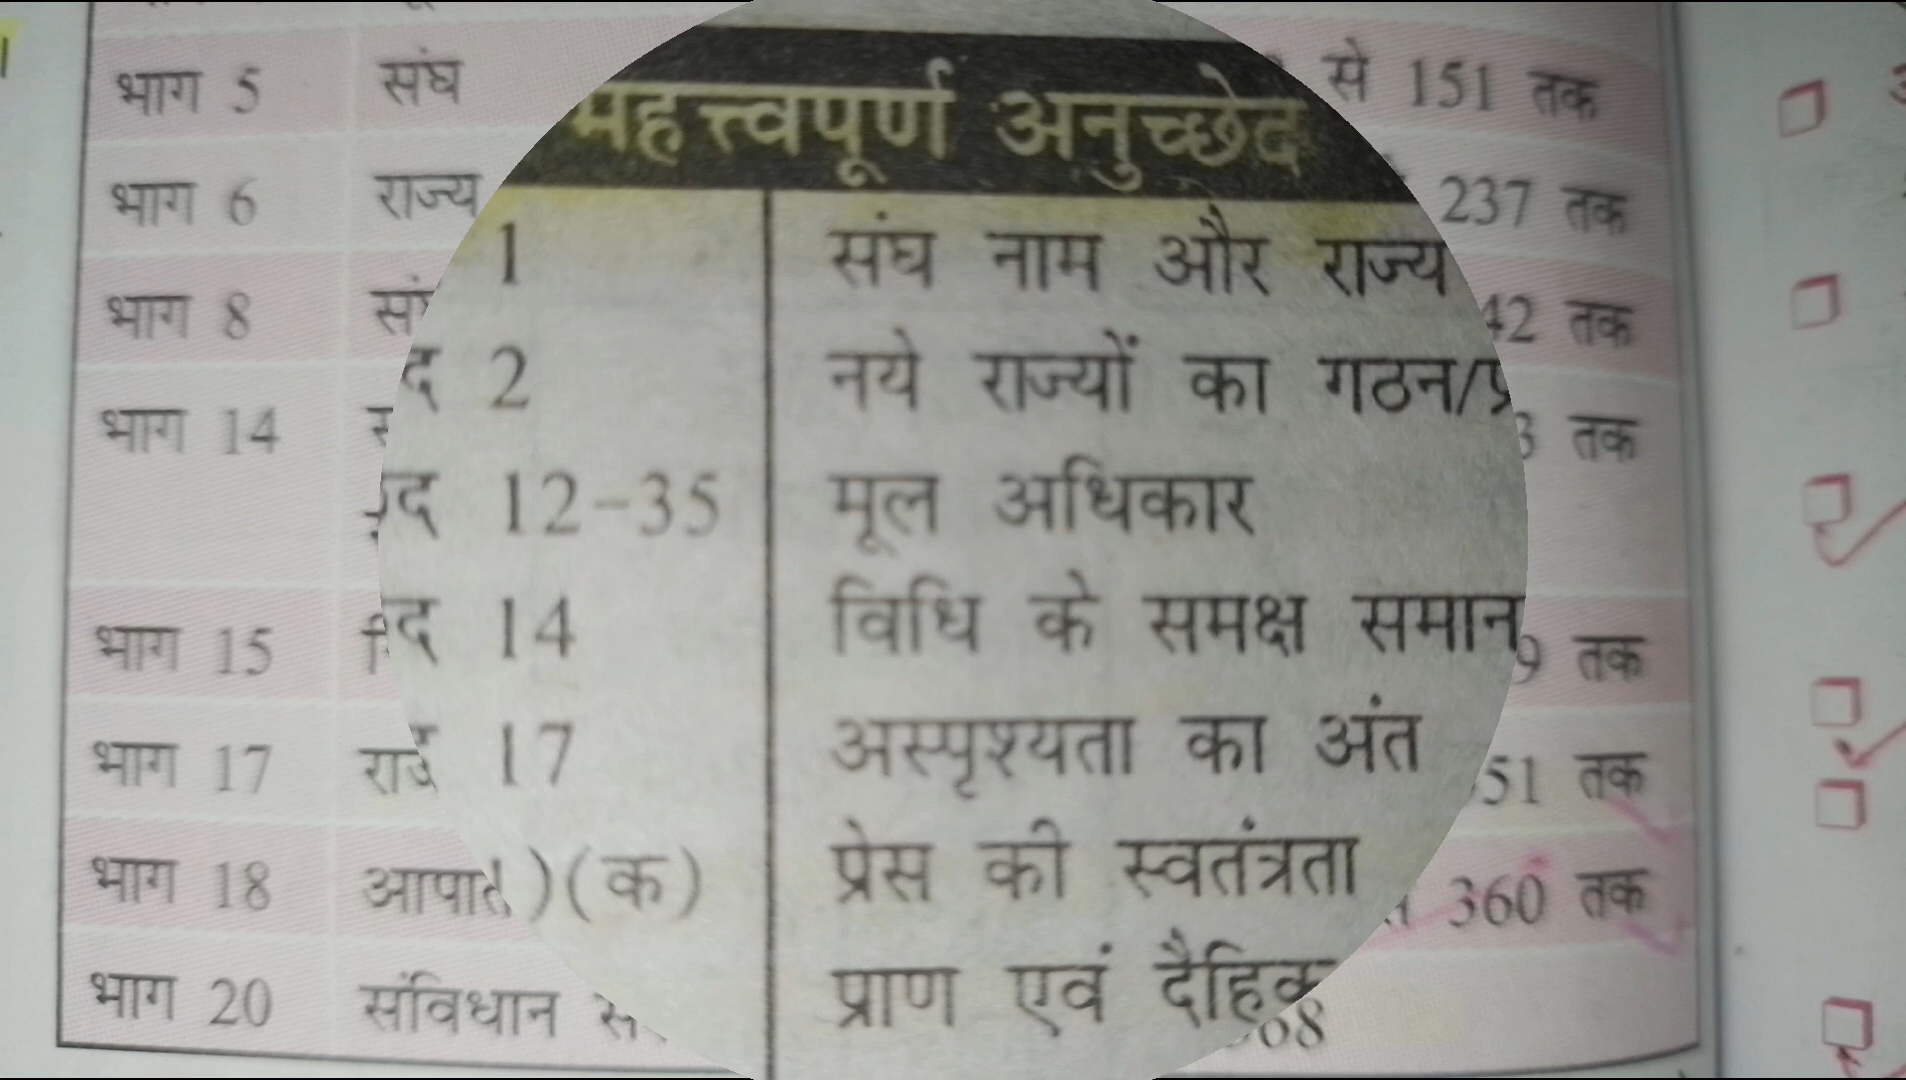 भाग 5 संघ से 151 तक
महत्त्वपूर्ण अनुच्छेद
भाग 6 राज्य 237 तक
1 संघ नाम और राज्य
भाग 8 42 तक
2 नये राज्यों का गठन/
भाग 14 तक
12-35 मूल अधिकार
14 विधि के समक्ष समान
भाग 15 9 तक
17 अस्पृश्यता का अंत
भाग 17 51 तक
(क) प्रेस की स्वतंत्रता
भाग 18 360 तक
प्राण एवं दैहिक
भाग 20 संविधान